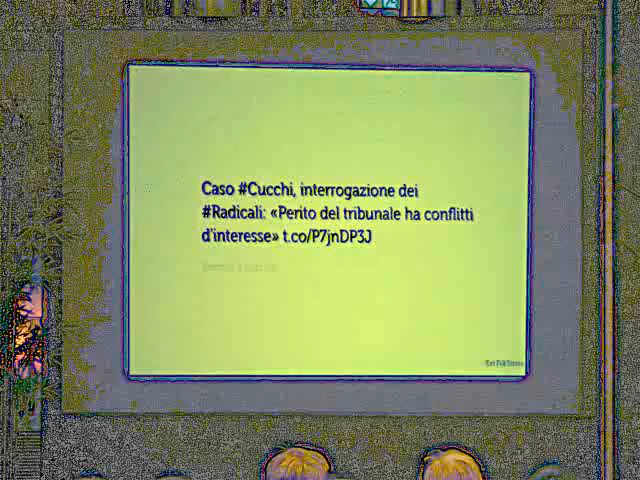 Caso #Cucchi, interrogazione dei
#Radicali: «Perito del tribunale ha conflitti
d'interesse» t.co/P7jnDP3J